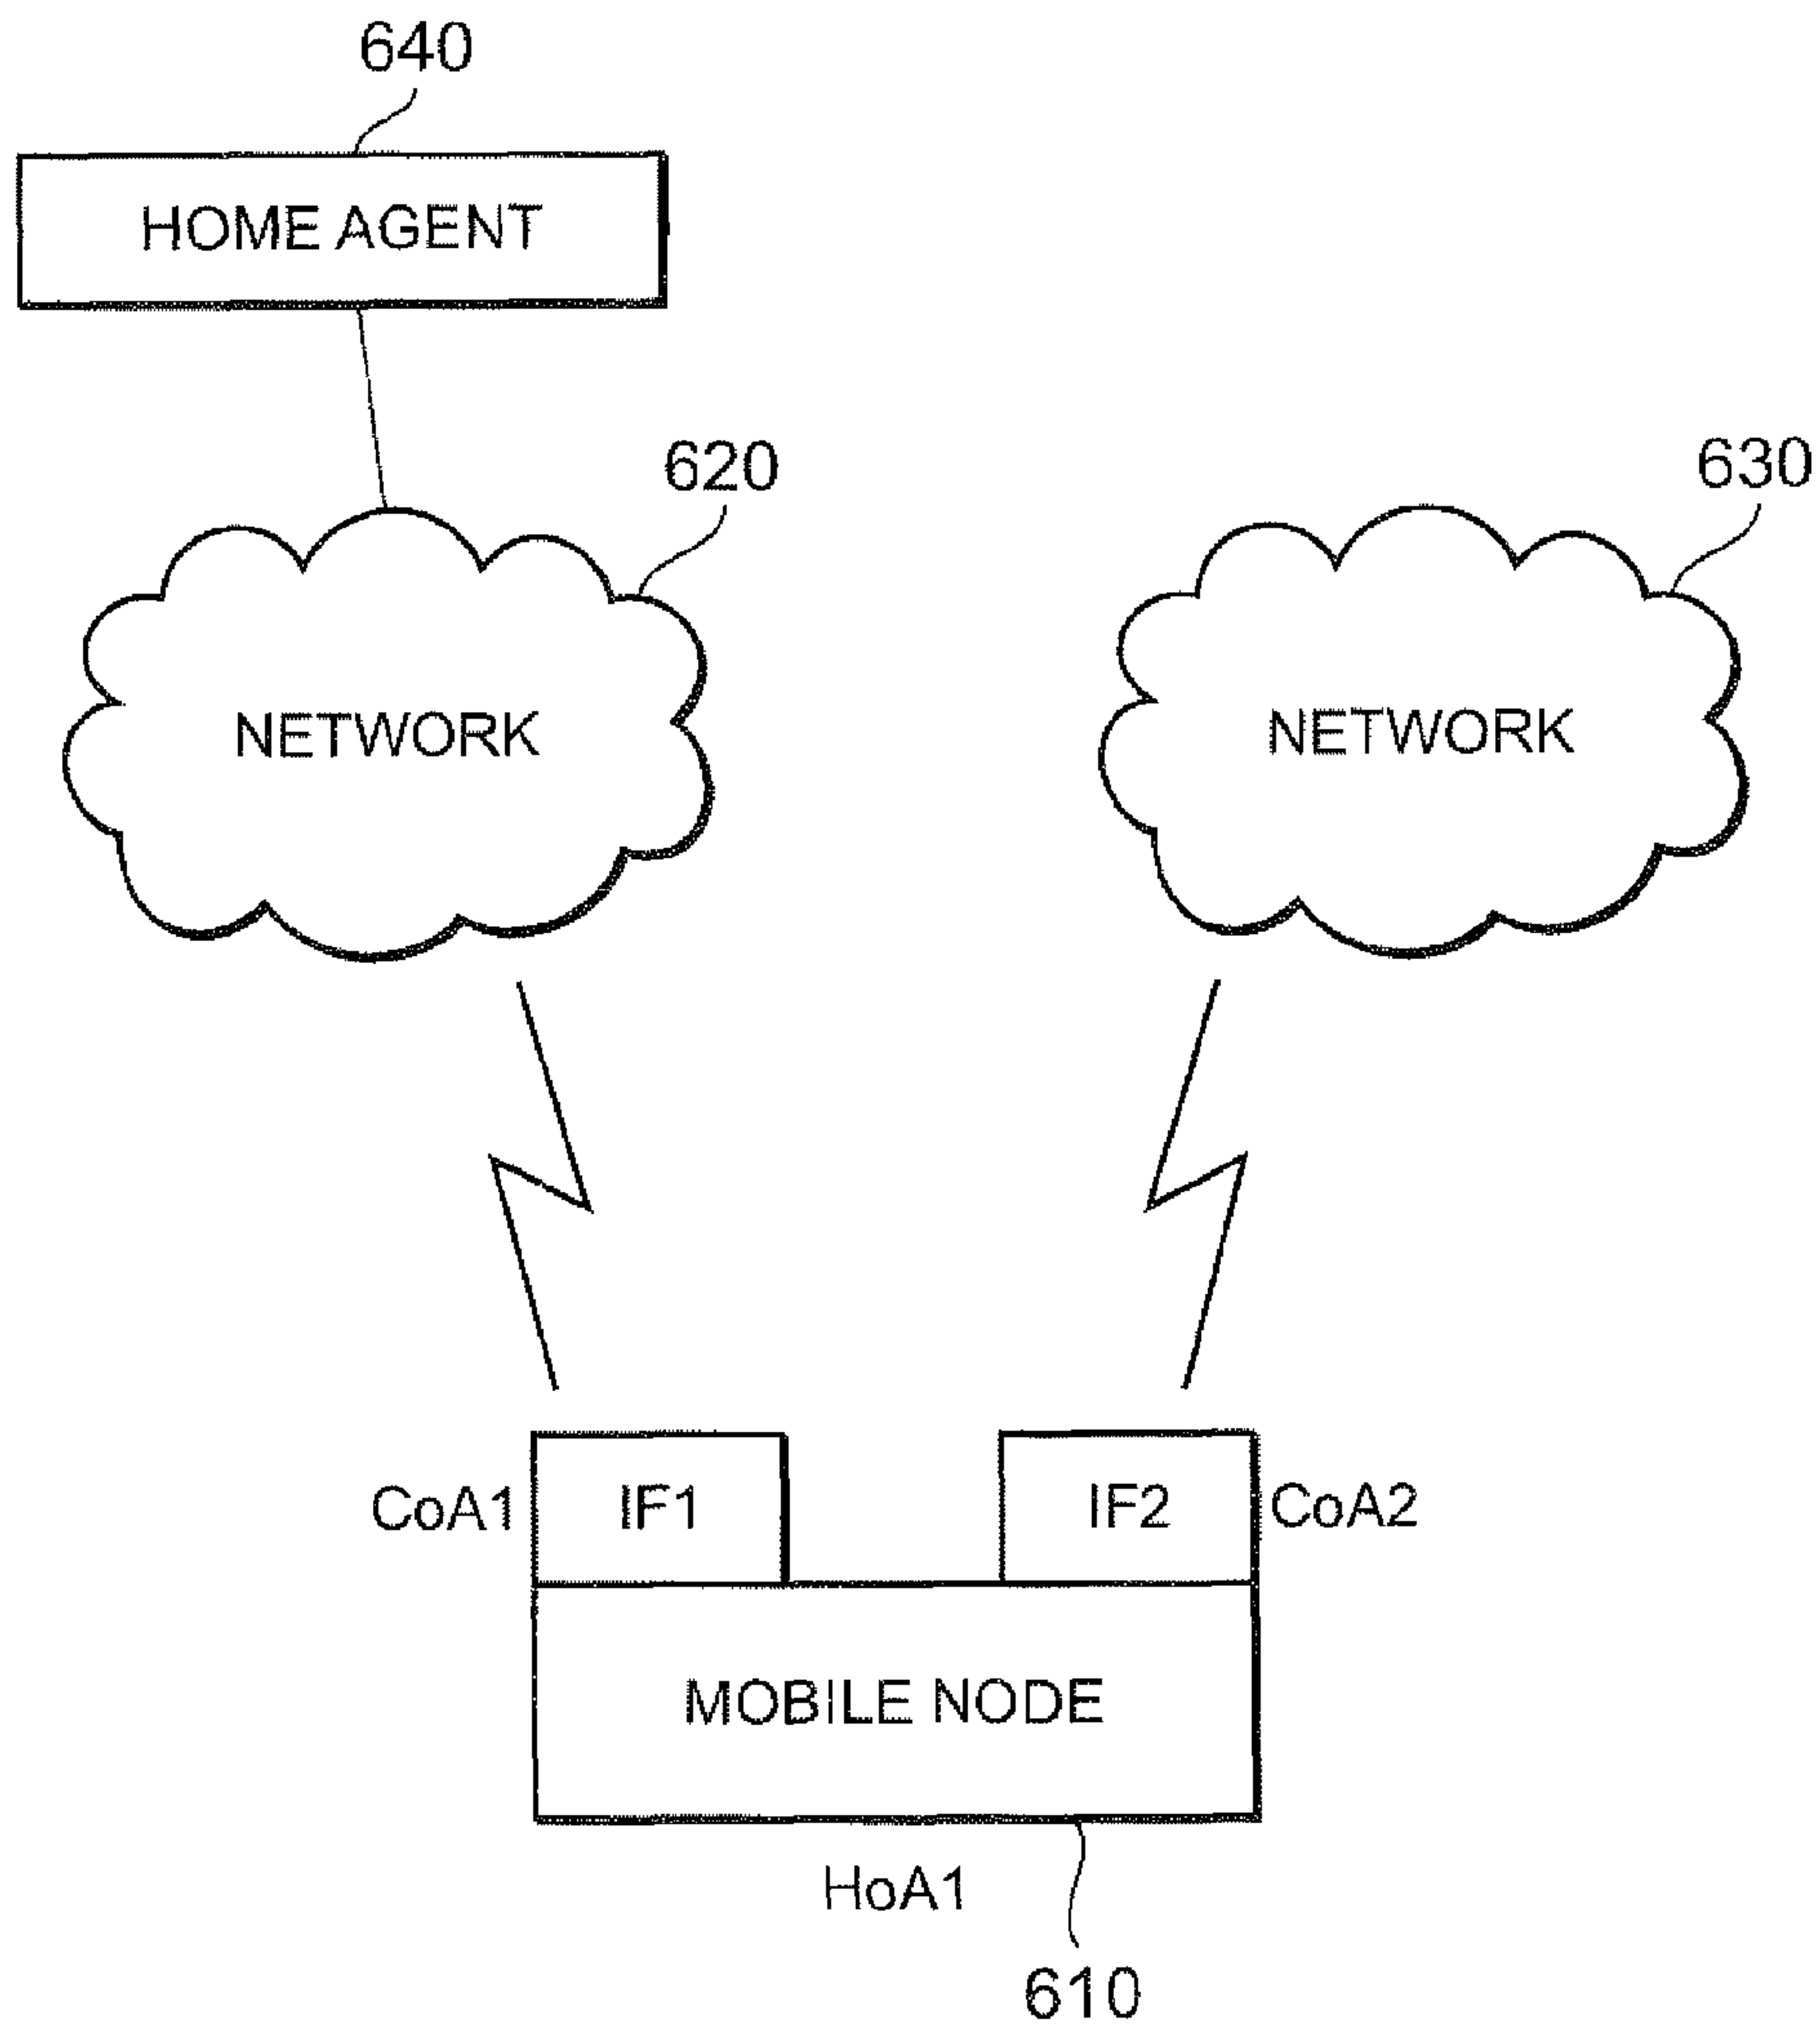 640
HOME AGENT
620
630
NETWORK
NETWORK
CoA1
IF1
IF2
CoA2
MOBILE NODE
HoA1
610